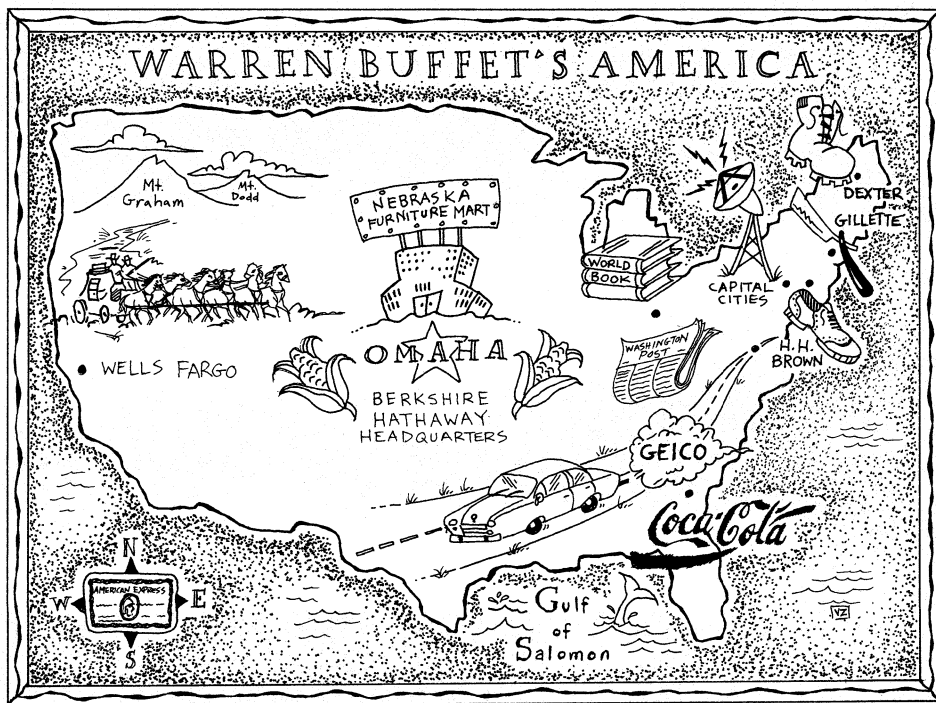 WARREN BUFFET'S AMERICA
Mt.
Graham
Mt.
Dodd
NEBRASKA
FURNITURE MART
DEXTER
GILLETTE
WORLD
BOOK
CAPITAL
CITIES
WASHINGTON
POST
H.H.
BROWN
OMAHA
WELLS FARGO
BERKSHIRE
HATHAWAY
HEADQUARTERS
GEICO
Coca-Cola
N
AMERICAN EXPRESS
W
E
S
Gulf
of
Salomon
VZ